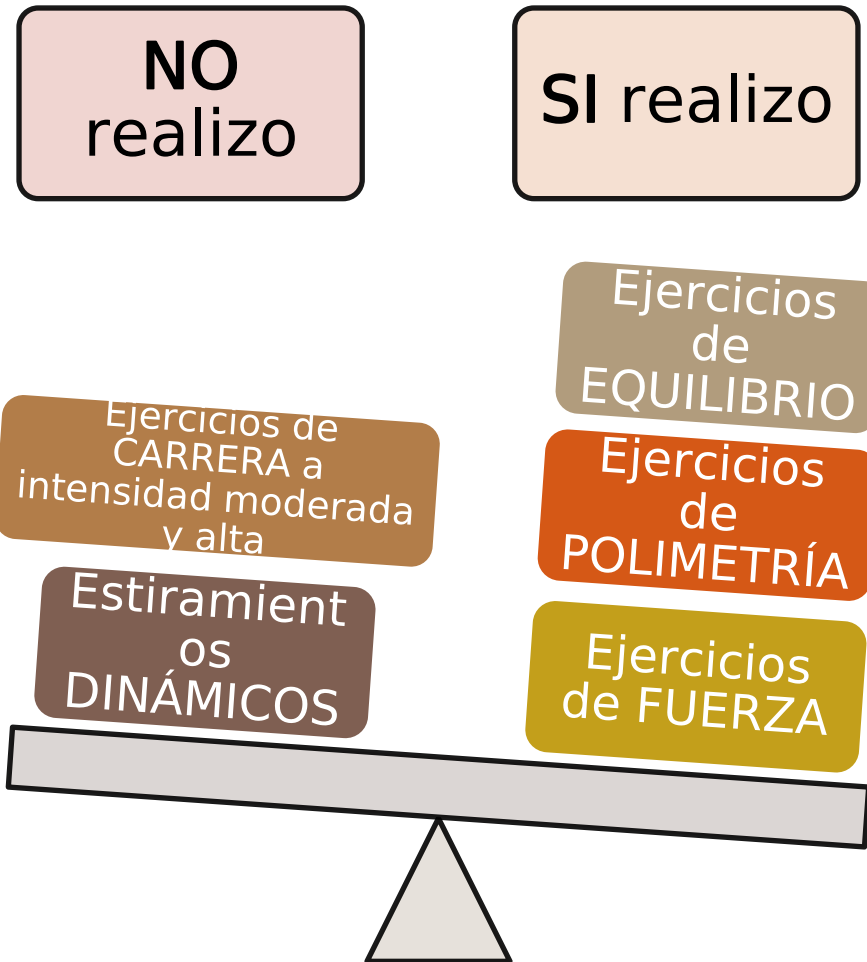 NO
realizo
SI realizo
Ejercicios de
CARRERA a
intensidad moderada
y alta
Estiramient
os
DINÁMICOS
Ejercicios
de
EQUILIBRIO
Ejercicios
de
POLIMETRÍA
Ejercicios
de FUERZA